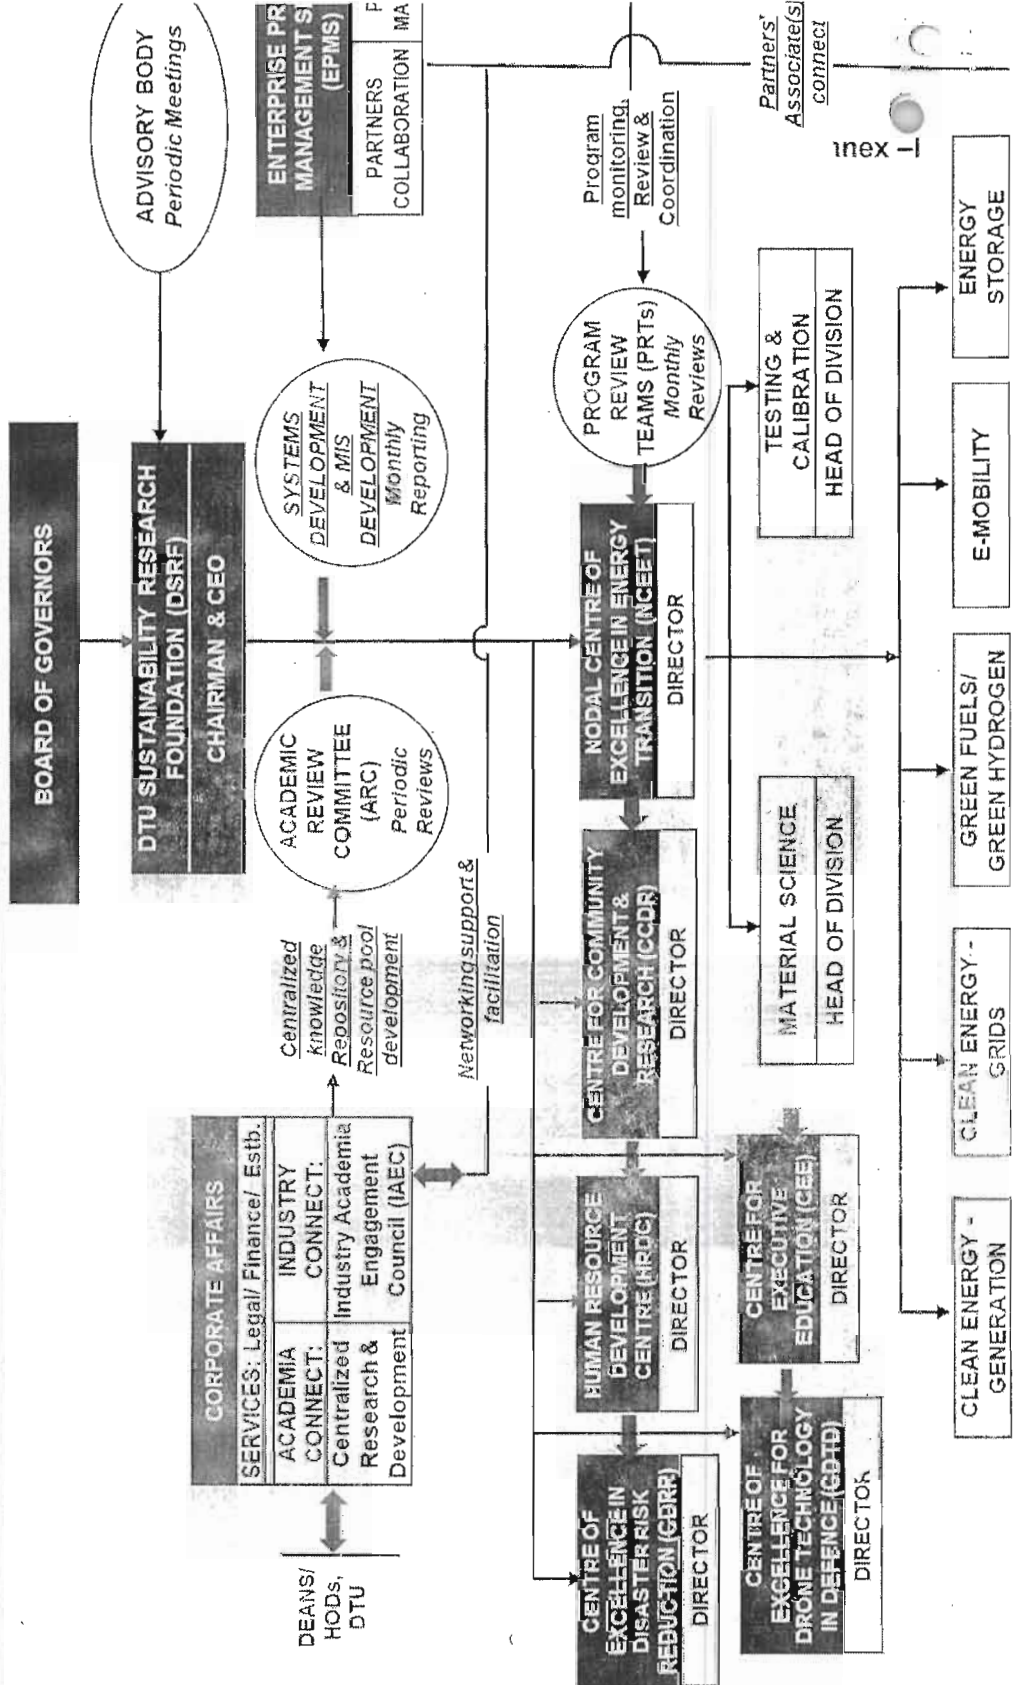 BOARD OF GOVERNORS
DTU SUSTAINABILITY RESEARCH
FOUNDATION (DSRF)
CHAIRMAN & CEO
ADVISORY BODY
Periodic Meetings
CORPORATE AFFAIRS
SERVICES: Legal/ Finance/ Estb.
ACADEMIA
CONNECT:
Centralized
Research &
Development
INDUSTRY
CONNECT:
Industry Academia
Engagement
Council (IAEC)
DEANS/
HODs,
DTU
Centralized
knowledge
Repository &
Resource pool
development
ACADEMIC
REVIEW
COMMITTEE
(ARC)
Periodic
Reviews
SYSTEMS
DEVELOPMENT
& MIS
DEVELOPMENT
Monthly
Reporting
ENTERPRISE
MANAGEMENT
(EPMS)
PARTNERS
COLLABORATION
Networking support &
facilitation
Partners'
Associate(s)
connect
Program
monitoring,
Review &
Coordination
PROGRAM
REVIEW
TEAMS (PRTs)
Monthly
Reviews
CENTRE OF
EXCELLENCE IN
DISASTER RISK
REDUCTION (CDRR)
DIRECTOR
HUMAN RESOURCE
DEVELOPMENT
CENTRE (HRDC)
DIRECTOR
CENTRE FOR COMMUNITY
DEVELOPMENT &
RESEARCH (CCDR)
DIRECTOR
NODAL CENTRE OF
EXCELLENCE IN ENERGY
TRANSITION (NCEET)
DIRECTOR
CENTRE OF
EXCELLENCE FOR
DRONE TECHNOLOGY
IN DEFENCE (CDTD)
DIRECTOR
CENTRE FOR
EXECUTIVE
EDUCATION (CEE)
DIRECTOR
MATERIAL SCIENCE
HEAD OF DIVISION
TESTING &
CALIBRATION
HEAD OF DIVISION
nnex –I
CLEAN ENERGY -
GENERATION
CLEAN ENERGY -
GRIDS
GREEN FUELS/
GREEN HYDROGEN
E-MOBILITY
ENERGY
STORAGE